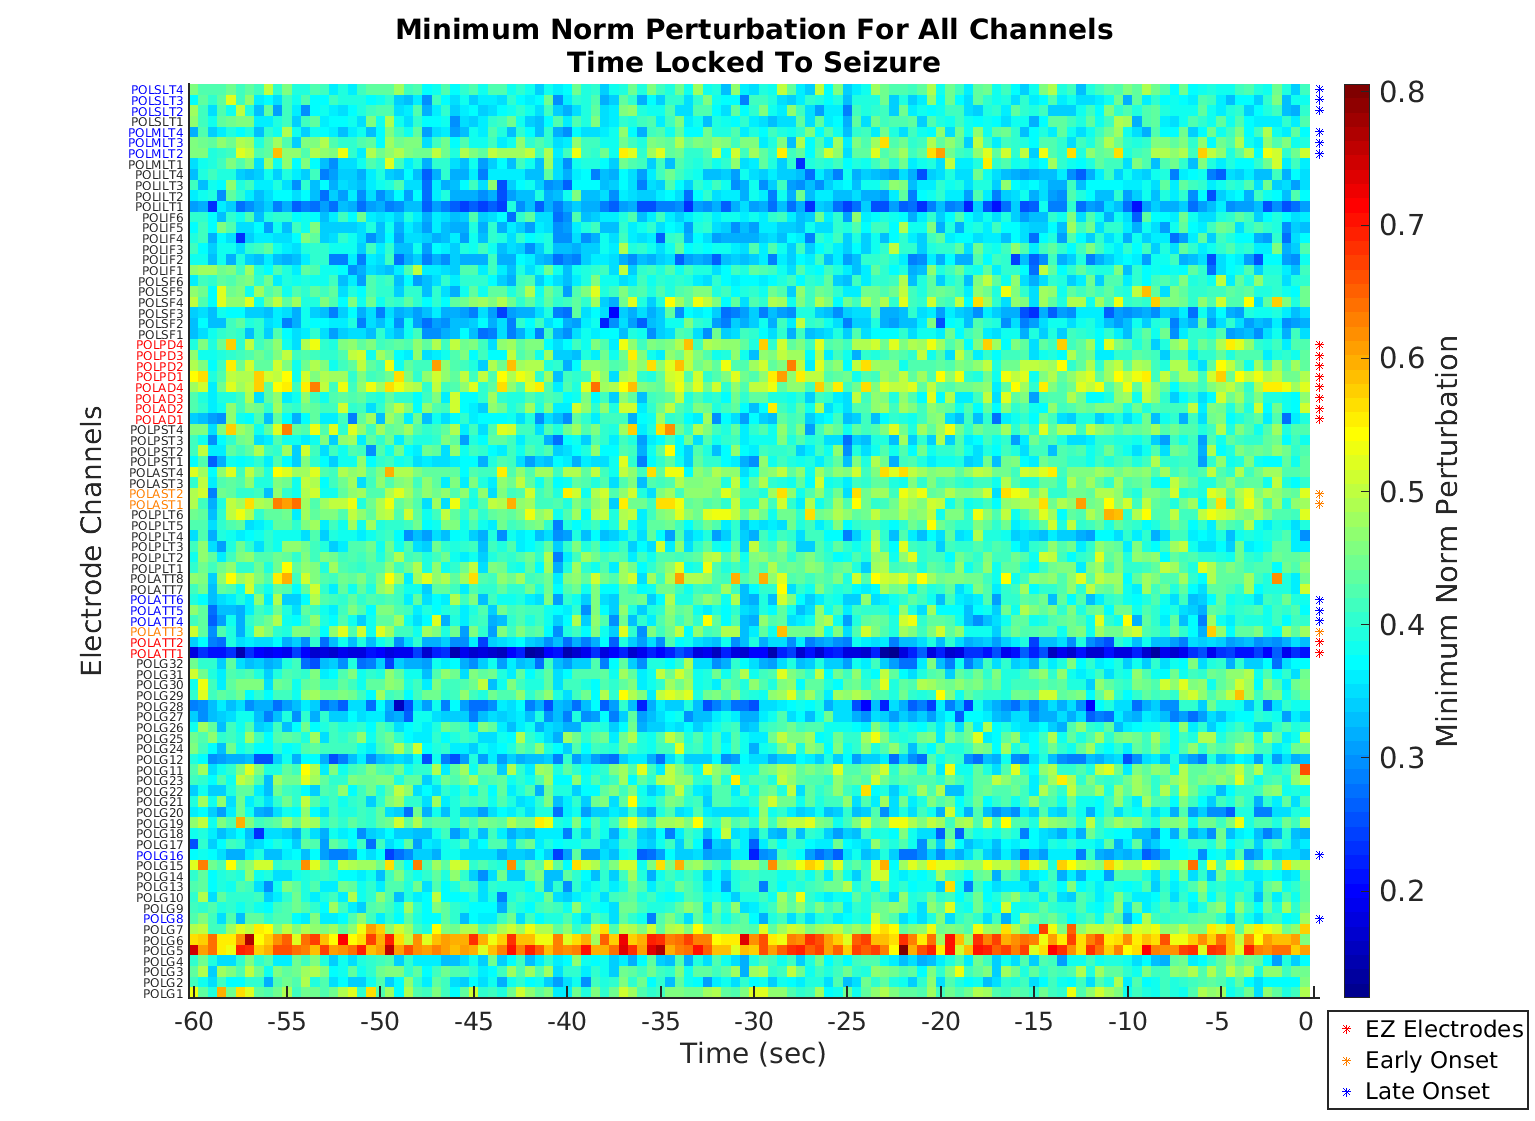 Minimum Norm Perturbation For All Channels
Time Locked To Seizure
Electrode Channels
POLSLT4
POLSLT3
POLSLT2
POLSLT1
POLMLT4
POLMLT3
POLMLT2
POLMLT1
POLILT4
POLILT3
POLILT2
POLILT1
POLIF6
POLIF5
POLIF4
POLIF3
POLIF2
POLIF1
POLSF6
POLSF5
POLSF4
POLSF3
POLSF2
POLSF1
POLPD4
POLPD3
POLPD2
POLPD1
POLAD4
POLAD3
POLAD2
POLAD1
POLPST4
POLPST3
POLPST2
POLPST1
POLAST4
POLAST3
POLAST2
POLAST1
POLPLT6
POLPLT5
POLPLT4
POLPLT3
POLPLT2
POLPLT1
POLATT8
POLATT7
POLATT6
POLATT5
POLATT4
POLATT3
POLATT2
POLATT1
POLG32
POLG31
POLG30
POLG29
POLG28
POLG27
POLG26
POLG25
POLG24
POLG12
POLG11
POLG23
POLG22
POLG21
POLG20
POLG19
POLG18
POLG17
POLG16
POLG15
POLG14
POLG13
POLG10
POLG9
POLG8
POLG7
POLG6
POLG5
POLG4
POLG3
POLG2
POLG1
-60 -55 -50 -45 -40 -35 -30 -25 -20 -15 -10 -5 0
Time (sec)
0.8
0.7
0.6
0.5
0.4
0.3
0.2
Minimum Norm Perturbation
EZ Electrodes
Early Onset
Late Onset